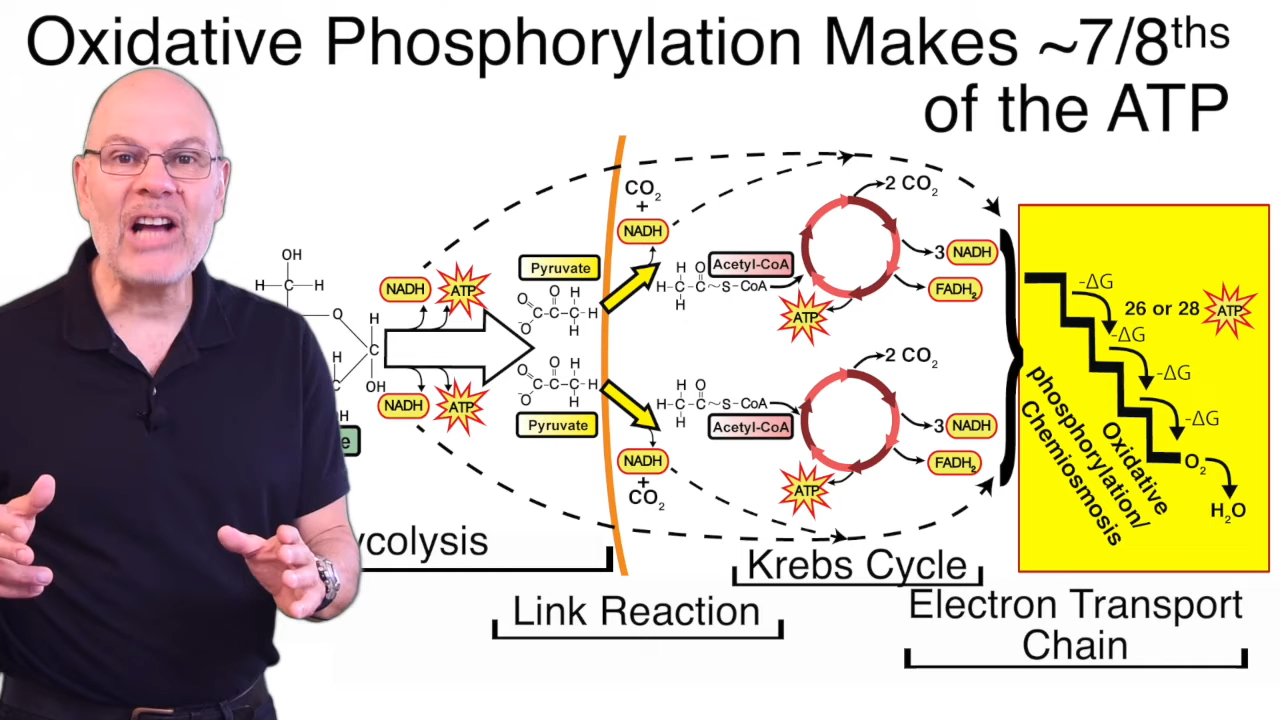 Oxidative Phosphorylation Makes ~7/8ths
of the ATP
CO2
+
NADH
2 CO2
OH
H C H
O
H
H
C
OH
H
e
NADH
ATP
Pyruvate
O O H
C C C H
O H
H O
H C C ~ S CoA
H
Acetyl-CoA
ATP
3 NADH
FADH2
NADH
ATP
O O H
C C C H
-O H
Pyruvate
H O
H C C ~ S CoA
H
Acetyl-CoA
NADH
+
CO2
2 CO2
3 NADH
FADH2
ATP
-ΔG
26 or 28 ATP
-ΔG
-ΔG
-ΔG
Oxidative
phosphorylation/
Chemiosmosis
O2
H2O
ycolysis
Link Reaction
Krebs Cycle
Electron Transport
Chain